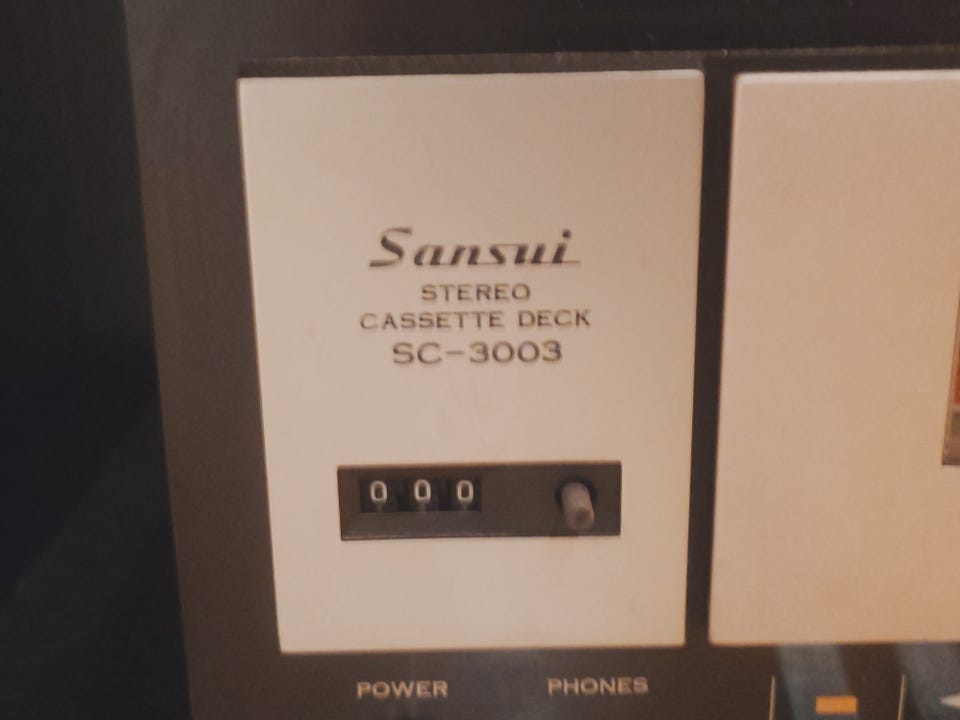 Sansui
STEREO
CASSETTE DECK
SC-3003
000
POWER PHONES